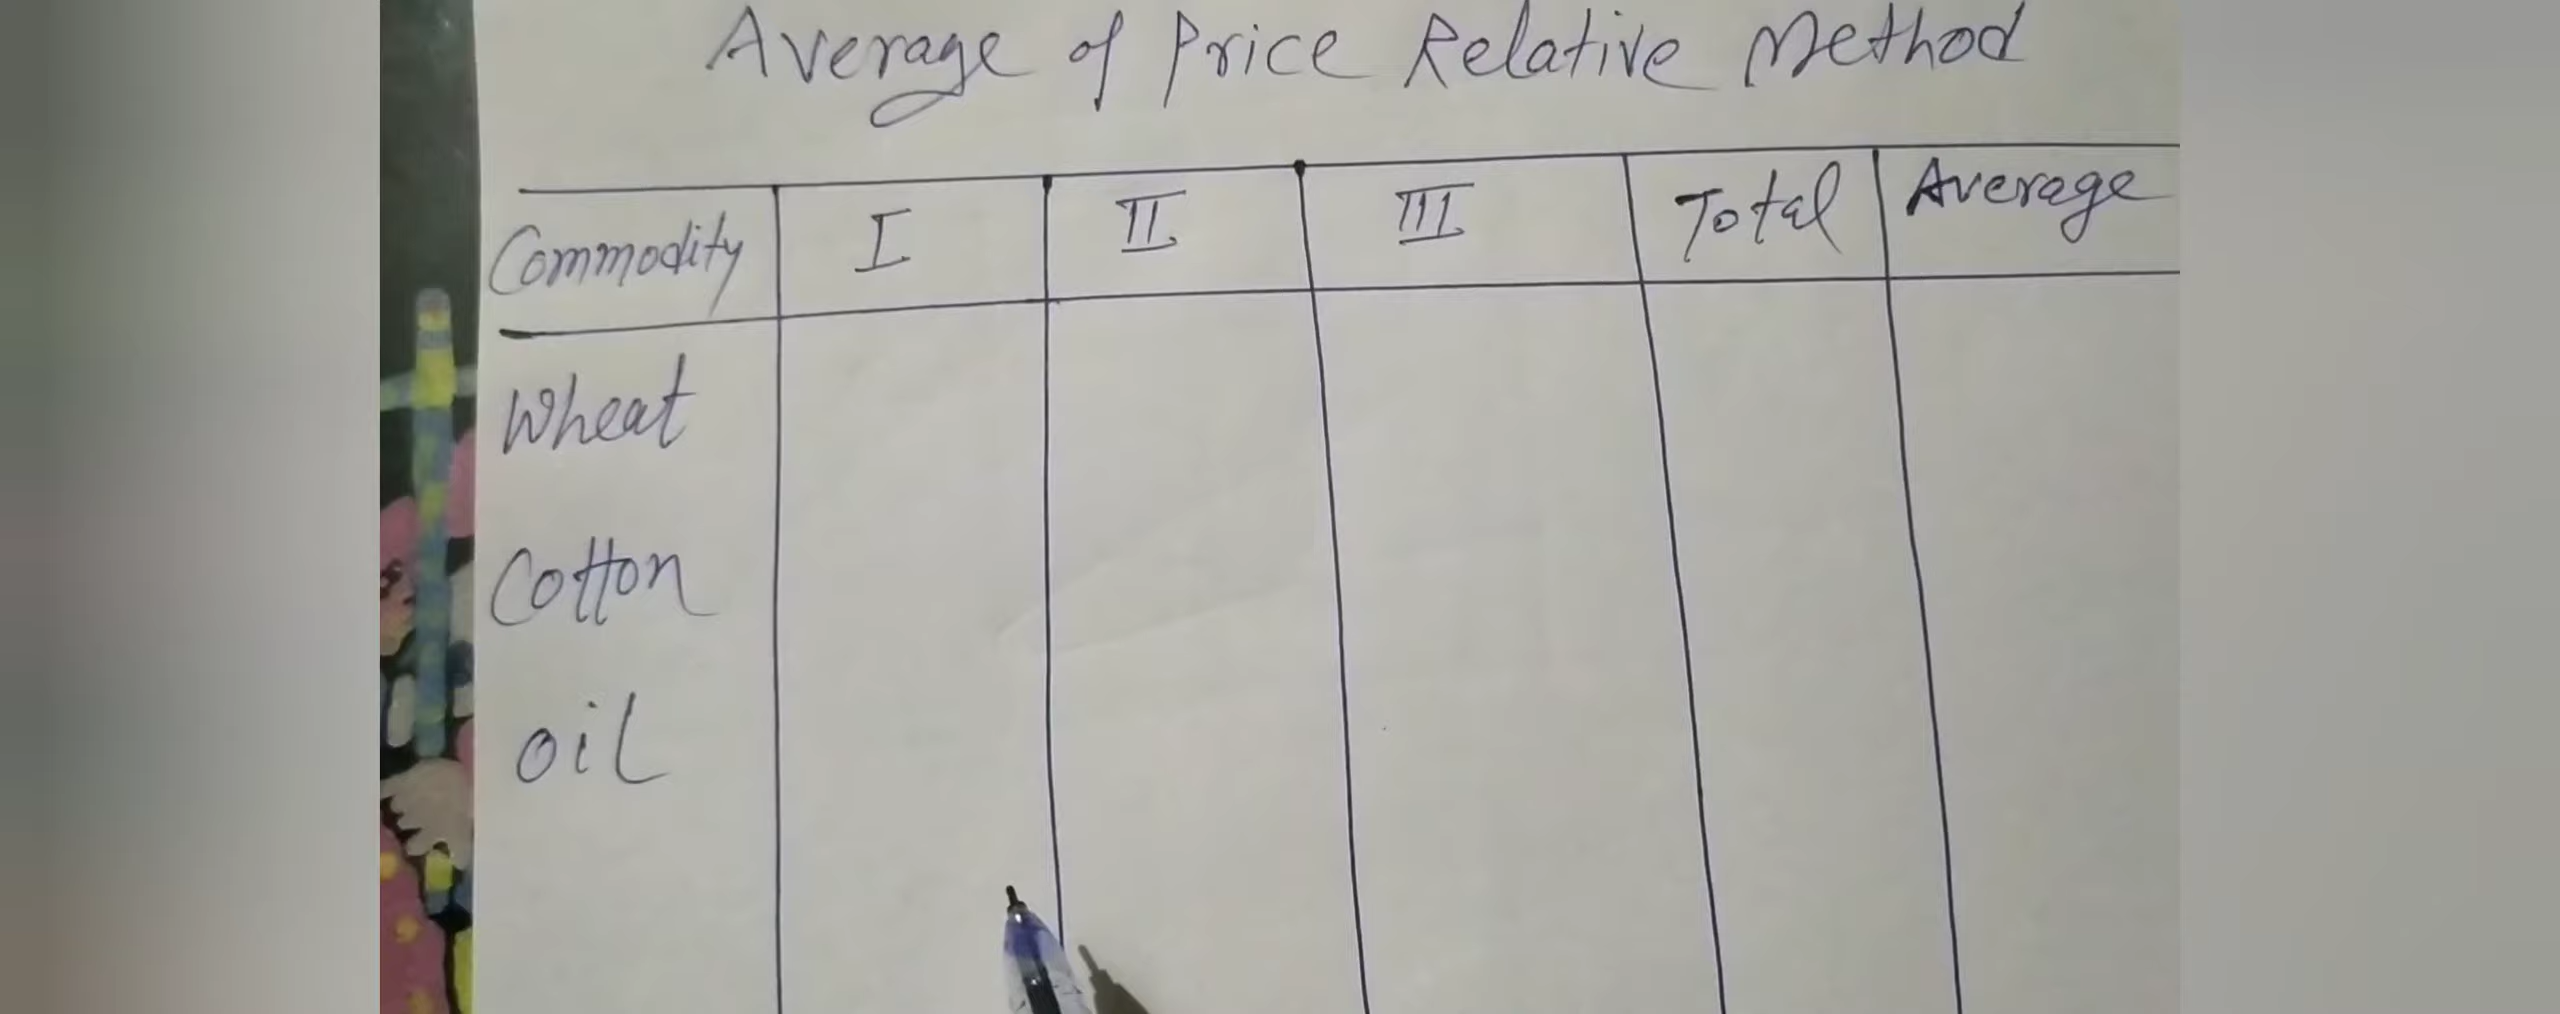 Average of Price Relative Method
Commodity I II III Total Average
Wheat
Cotton
oil